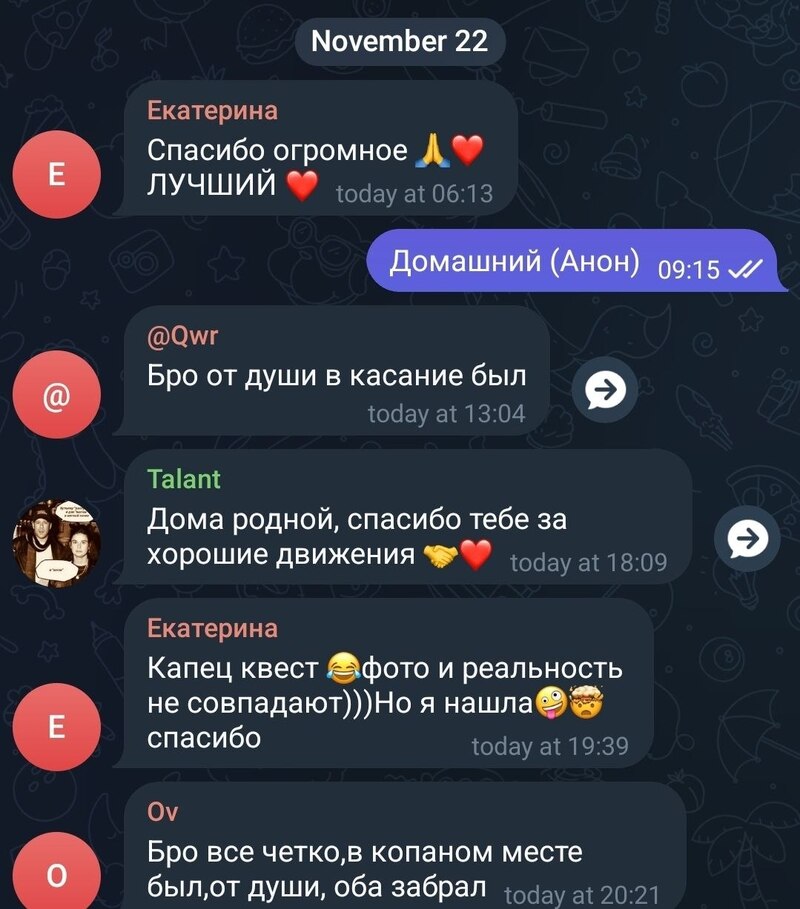 November 22
Екатерина
Спасибо огромное 🙏❤️
ЛУЧШИЙ ❤️ today at 06:13
E
Домашний (Анон) 09:15
@Qwr
Бро от души в касание был
today at 13:04
@
Talant
Дома родной, спасибо тебе за
хорошие движения 🤝❤️ today at 18:09
Екатерина
Капец квест 😂фото и реальность
не совпадают)))Но я нашла🤪🤯
спасибо today at 19:39
E
Ov
Бро все четко,в копаном месте
был,от души, оба забрал today at 20:21
O